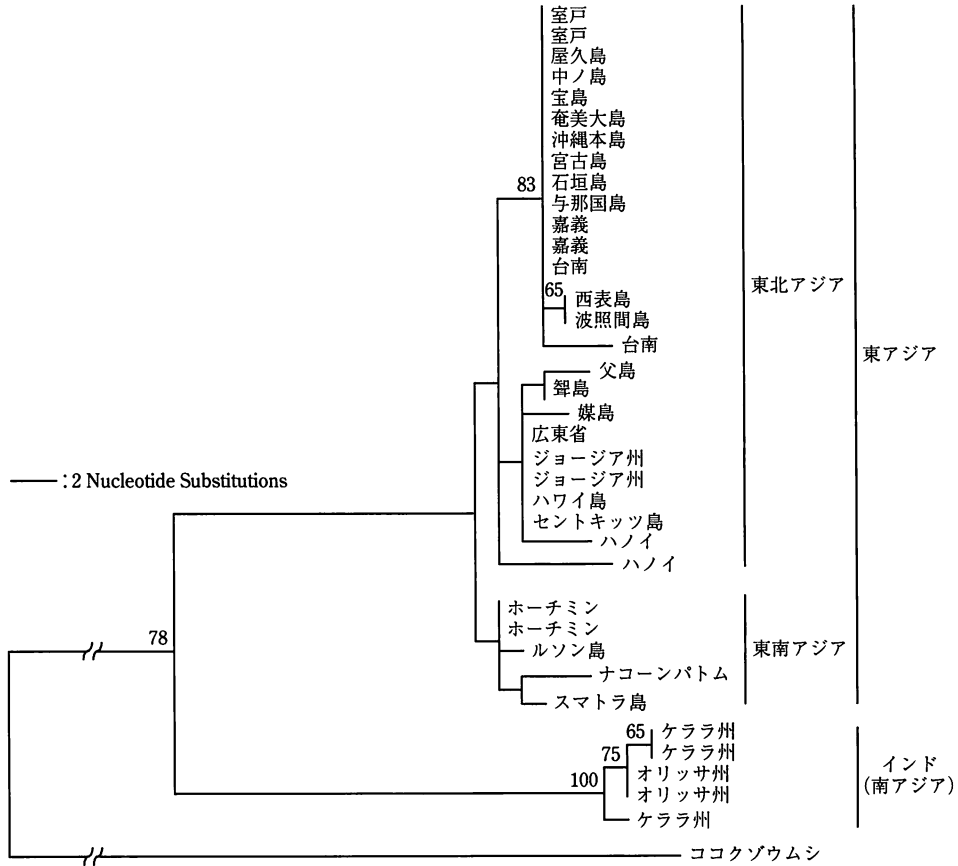 室戸
室戸
屋久島
中ノ島
宝島
奄美大島
沖縄本島
宮古島
83
石垣島
与那国島
嘉義
嘉義
台南
東北アジア
65
西表島
波照間島
台南
東アジア
父島
聟島
媒島
広東省
ジョージア州
ジョージア州
:2 Nucleotide Substitutions
ハワイ島
セントキッツ島
ハノイ
ハノイ
ホーチミン
ホーチミン
78
ルソン島
東南アジア
ナコーンパトム
スマトラ島
65
ケララ州
ケララ州
75
オリッサ州
100
オリッサ州
インド
(南アジア)
ケララ州
ココクゾウムシ